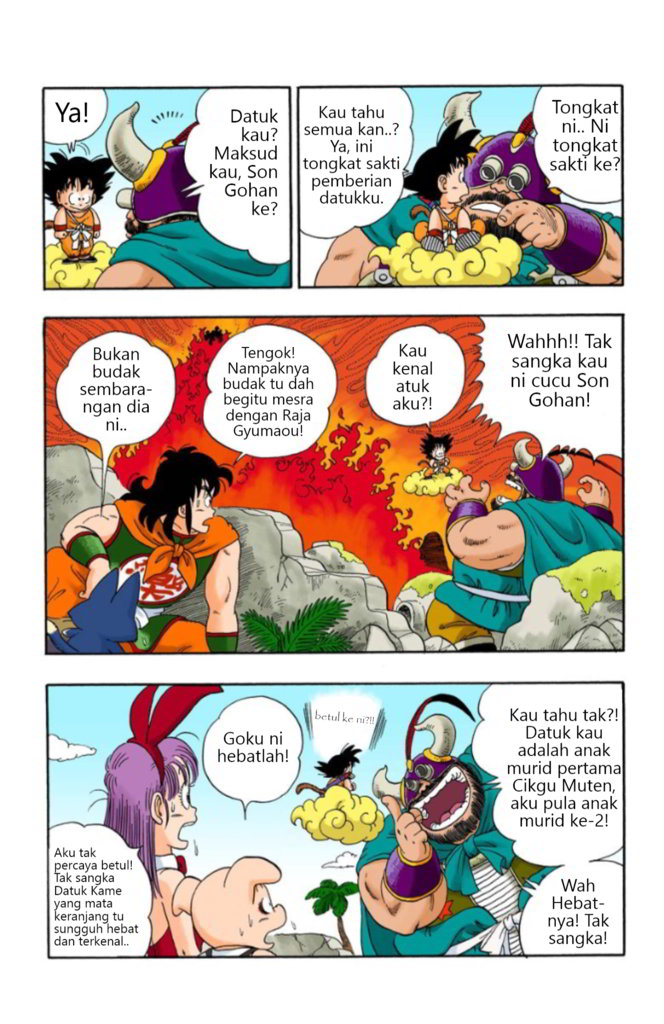 Tongkat
ni.. Ni
tongkat
sakti ke?
Kau tahu
semua kan..?
Ya, ini
tongkat sakti
pemberian
datukku.
Datuk
kau?
Maksud
kau, Son
Gohan
ke?
Ya!
Wahhh!! Tak
sangka kau
ni cucu Son
Gohan!
Kau
kenal
atuk
aku?!
Tengok!
Nampaknya
budak tu dah
begitu mesra
dengan Raja
Gyumaou!
Bukan
budak
sembara-
ngan dia
ni..
Kau tahu tak?!
Datuk kau
adalah anak
murid pertama
Cikgu Muten,
aku pula anak
murid ke-2!
Wah
Hebat-
nya! Tak
sangka!
betul ke ni?!!
Goku ni
hebatlah!
Aku tak
percaya betul!
Tak sangka
Datuk Kame
yang mata
keranjang tu
sungguh hebat
dan terkenal..